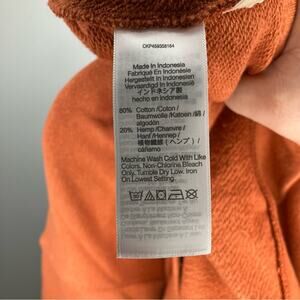 CKP459358164
Made In Indonesia
Fabriqué En Indonésie
Hergestellt In Indonesien
Vervaardigd In Indonesië
インドネシア製
hecho en indonesia
80% Cotton / Coton /
Baumwolle / Katoen / 綿 /
algodón
20% Hemp / Chanvre /
Hanf / Hennep /
植物繊維 (ヘンプ) /
cáñamo
Machine Wash Cold With Like
Colors, Non-Chlorine Bleach
Only, Tumble Dry Low. Iron
On Lowest Setting.